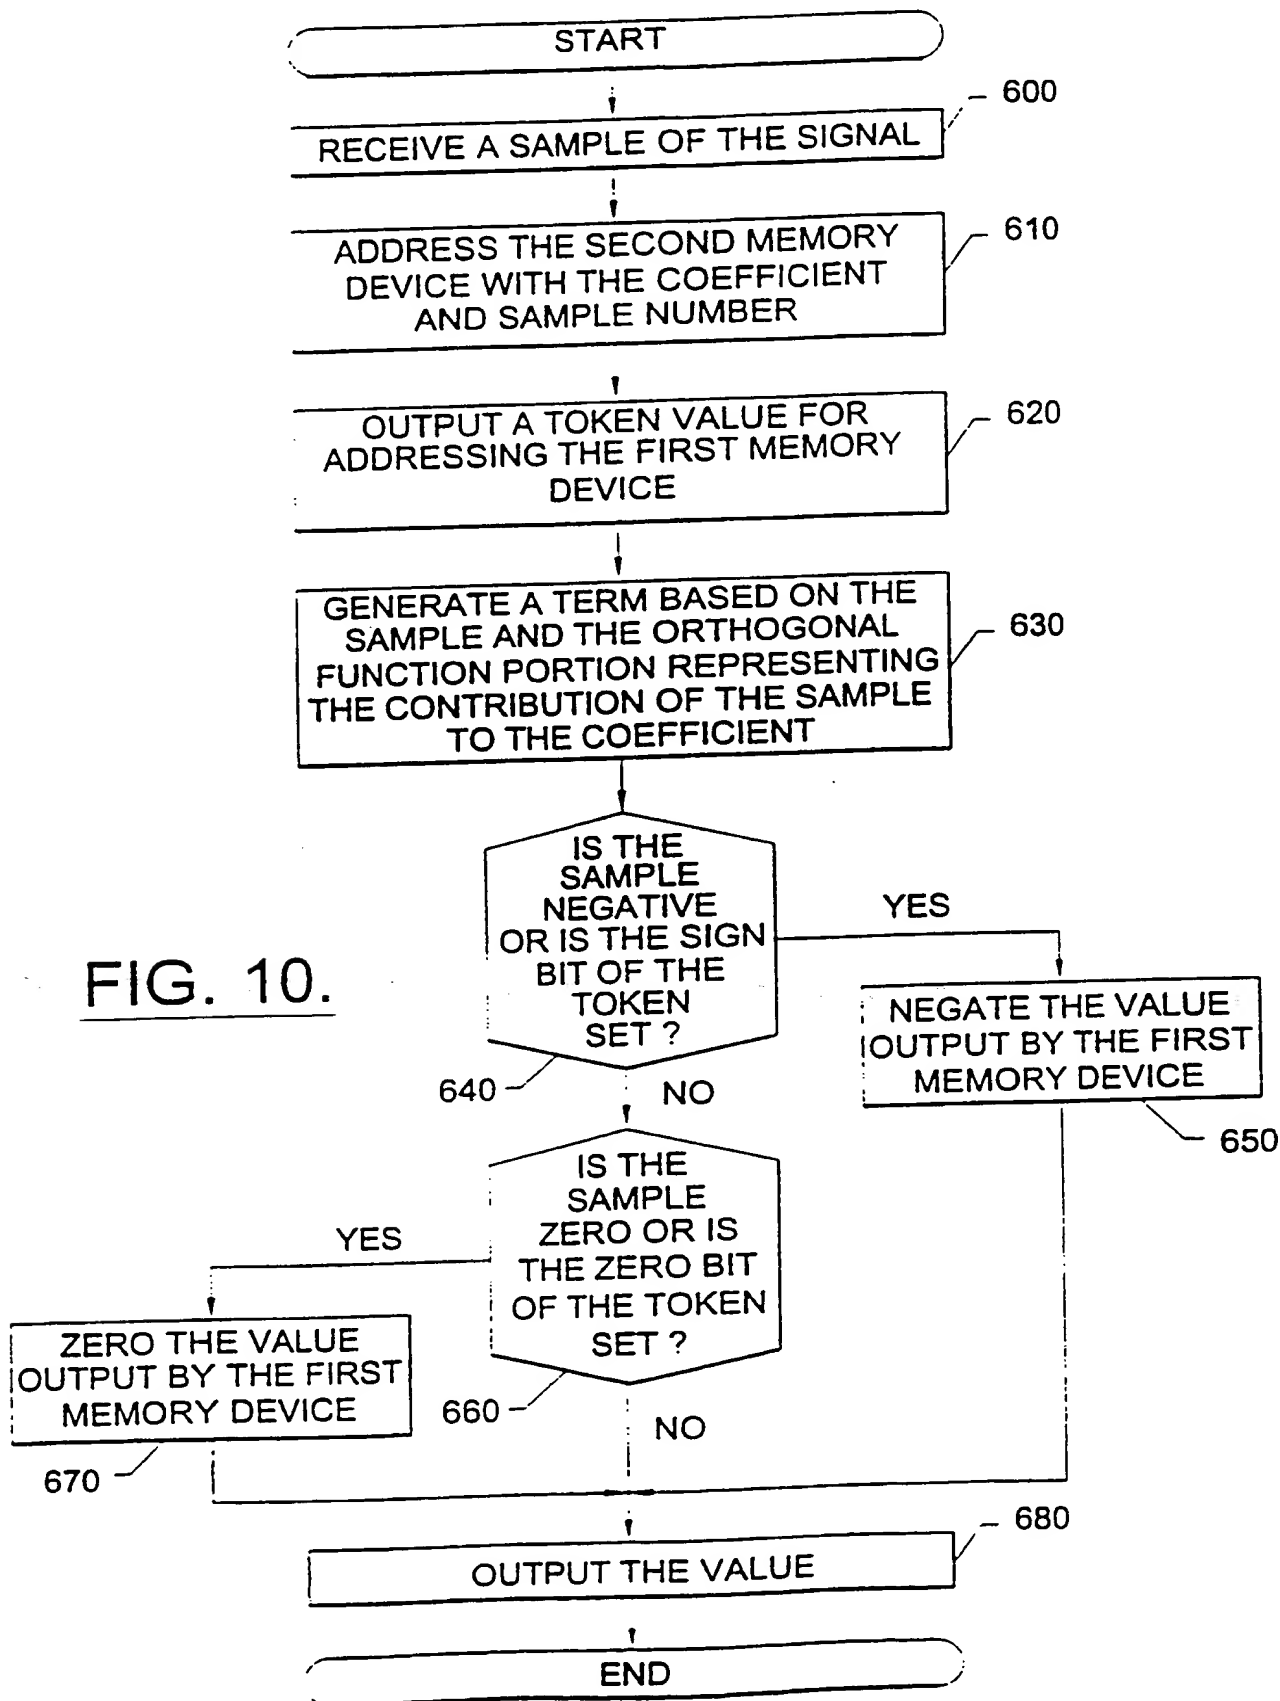 START
600
RECEIVE A SAMPLE OF THE SIGNAL
610
ADDRESS THE SECOND MEMORY
DEVICE WITH THE COEFFICIENT
AND SAMPLE NUMBER
620
OUTPUT A TOKEN VALUE FOR
ADDRESSING THE FIRST MEMORY
DEVICE
630
GENERATE A TERM BASED ON THE
SAMPLE AND THE ORTHOGONAL
FUNCTION PORTION REPRESENTING
THE CONTRIBUTION OF THE SAMPLE
TO THE COEFFICIENT
IS THE
SAMPLE
NEGATIVE
OR IS THE SIGN
BIT OF THE
TOKEN
SET ?
640
YES
NEGATE THE VALUE
OUTPUT BY THE FIRST
MEMORY DEVICE
650
FIG. 10.
NO
IS THE
SAMPLE
ZERO OR IS
THE ZERO BIT
OF THE TOKEN
SET ?
660
YES
ZERO THE VALUE
OUTPUT BY THE FIRST
MEMORY DEVICE
670
NO
680
OUTPUT THE VALUE
END